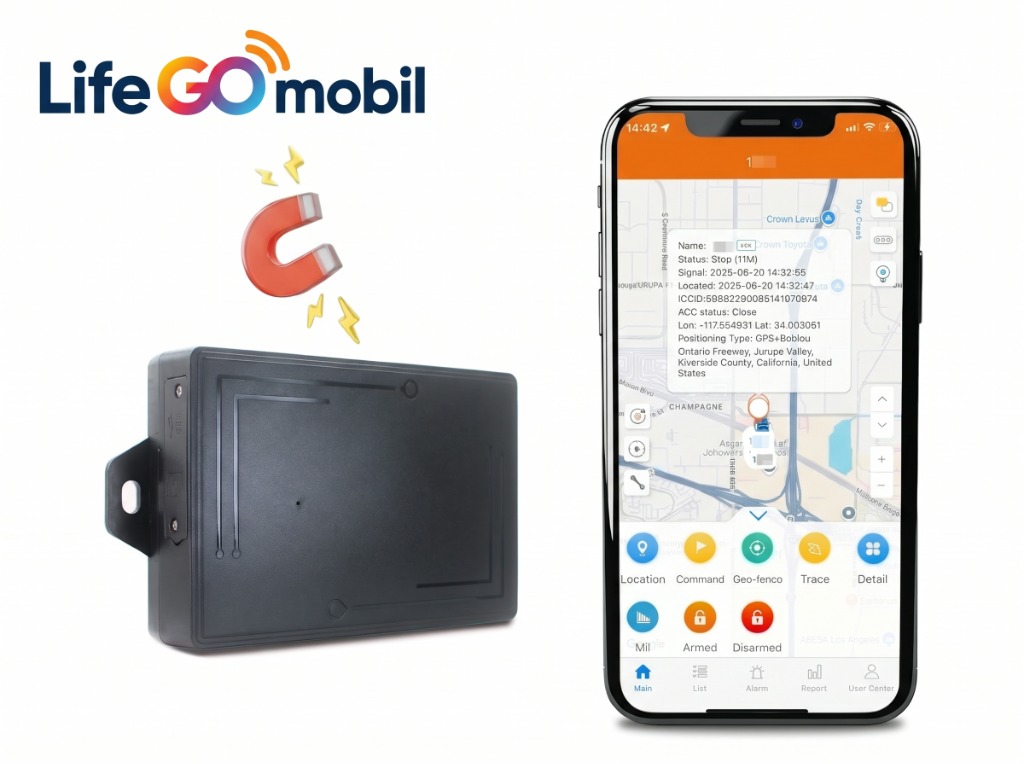 LifeGOmobil
14:42
1
Crown Levus
Day Creas
Crown Toyota
Name:
Status: Stop (11M)
Signal: 2025-06-20 14:32:55
Located: 2025-06-20 14:32:47
ICCID:59882290085141070974
ACC status: Close
Lon: -117.554931 Lat: 34.003051
Positioning Type: GPS+Boblou
Ontario Freewey, Jurupe Valley,
Kiverside County, California, United
States
CHAMPAGNE
Location
Command
Geo-fenco
Trace
Detail
Mil
Armed
Disarmed
Main
List
Alarm
Report
User Center